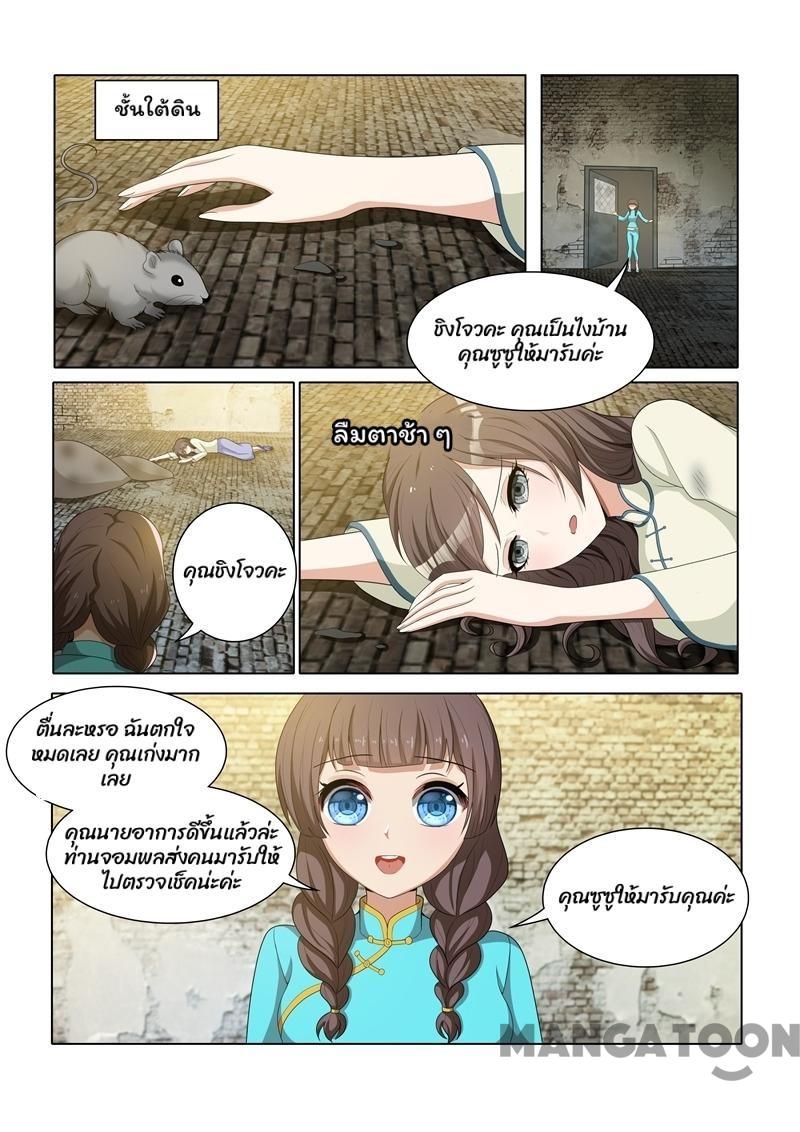 ชั้นใต้ดิน
ชิงโจวคะ คุณเป็นไงบ้าน
คุณซูซูให้มารับค่ะ
ลืมตาช้า ๆ
คุณชิงโจวคะ
ตื่นละหรอ ฉันตกใจ
หมดเลย คุณเก่งมาก
เลย
คุณนายอาการดีขึ้นแล้วล่ะ
ท่านจอมพลส่งคนมารับให้
ไปตรวจเช็คน่ะค่ะ
คุณซูซูให้มารับคุณค่ะ
MANGATOON